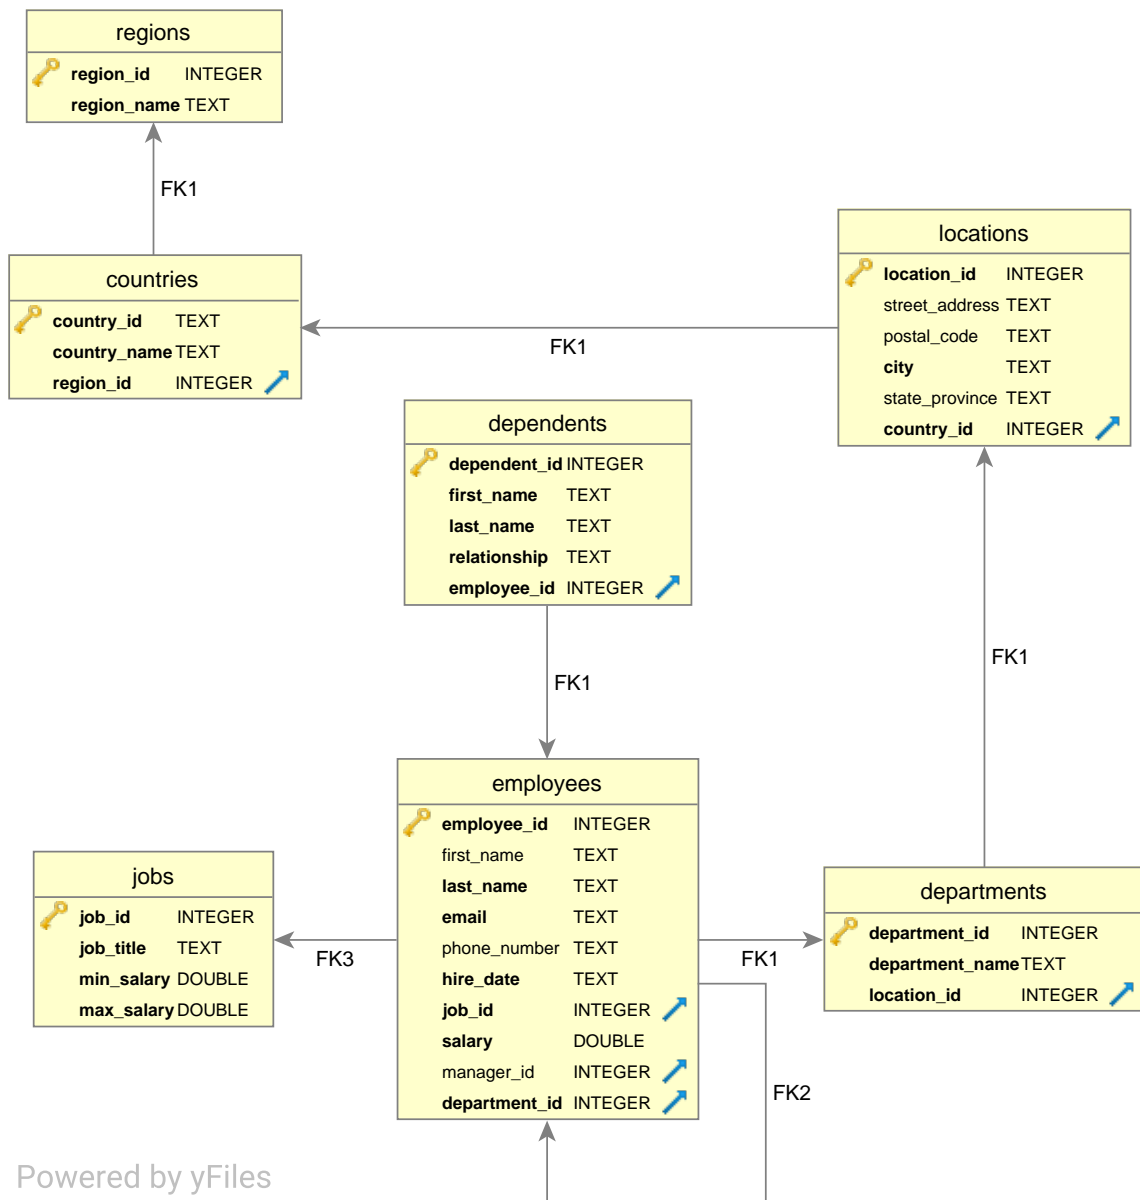 regions
region_id INTEGER
region_name TEXT
FK1
countries
country_id TEXT
country_name TEXT
region_id INTEGER
FK1
locations
location_id INTEGER
street_address TEXT
postal_code TEXT
city TEXT
state_province TEXT
country_id INTEGER
dependents
dependent_id INTEGER
first_name TEXT
last_name TEXT
relationship TEXT
employee_id INTEGER
FK1
FK1
employees
employee_id INTEGER
first_name TEXT
last_name TEXT
email TEXT
phone_number TEXT
hire_date TEXT
job_id INTEGER
salary DOUBLE
manager_id INTEGER
department_id INTEGER
jobs
job_id INTEGER
job_title TEXT
min_salary DOUBLE
max_salary DOUBLE
FK3
FK1
departments
department_id INTEGER
department_name TEXT
location_id INTEGER
FK2
Powered by yFiles